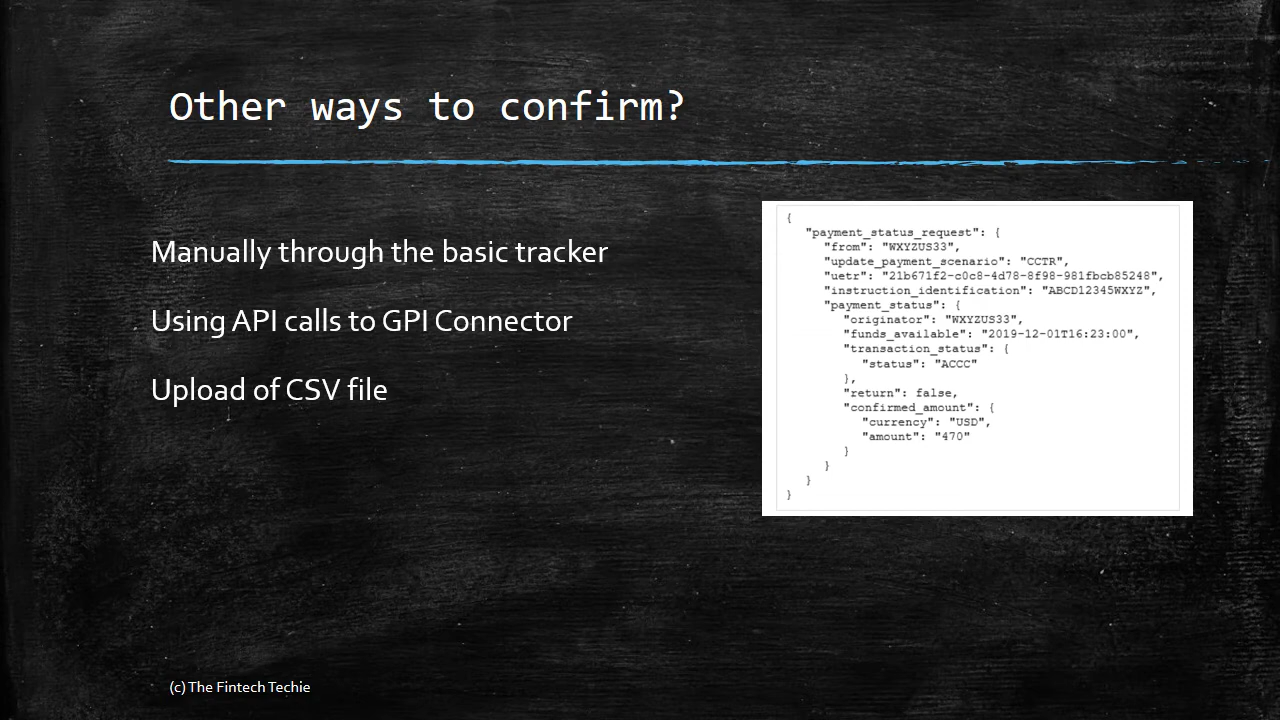 Other ways to confirm?
Manually through the basic tracker
Using API calls to GPI Connector
Upload of CSV file
{
"payment_status_request": {
"from": "WXYZUS33",
"update_payment_scenario": "CCTR",
"uetr": "21b671f2-c0c8-4d78-8f98-981fbcb85248",
"instruction_identification": "ABCD12345WXYZ",
"payment_status": {
"originator": "WXYZUS33",
"funds_available": "2019-12-01T16:23:00",
"transaction_status": {
"status": "ACCC"
},
"return": false,
"confirmed_amount": {
"currency": "USD",
"amount": "470"
}
}
}
}
(c) The Fintech Techie